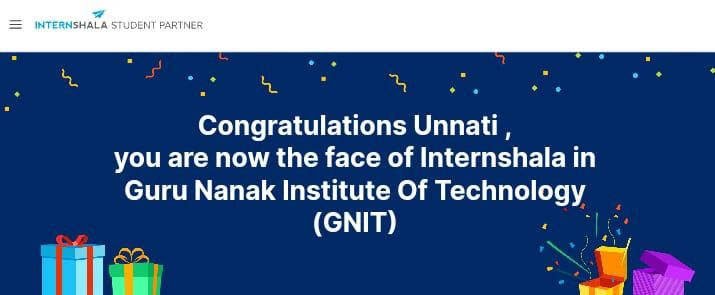 INTERNSHALA STUDENT PARTNER
Congratulations Unnati ,
you are now the face of Internshala in
Guru Nanak Institute Of Technology
(GNIT)